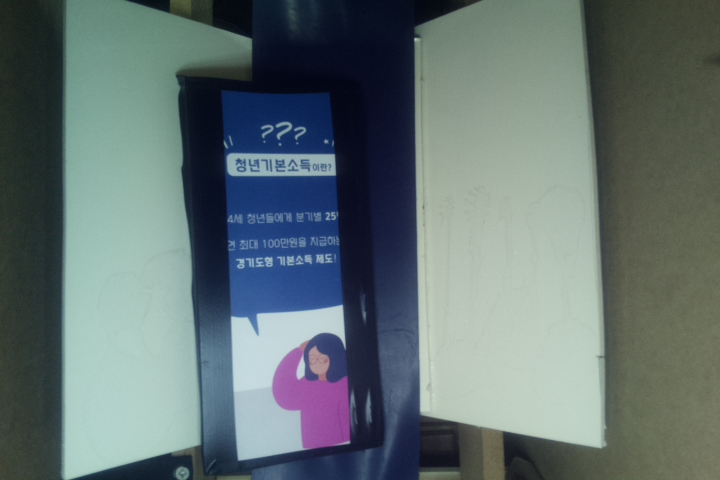 ???
청년기본소득이란?
4세 청년들에게 분기별 25
최대 100만원을 지급하는
경기도형 기본소득 제도!